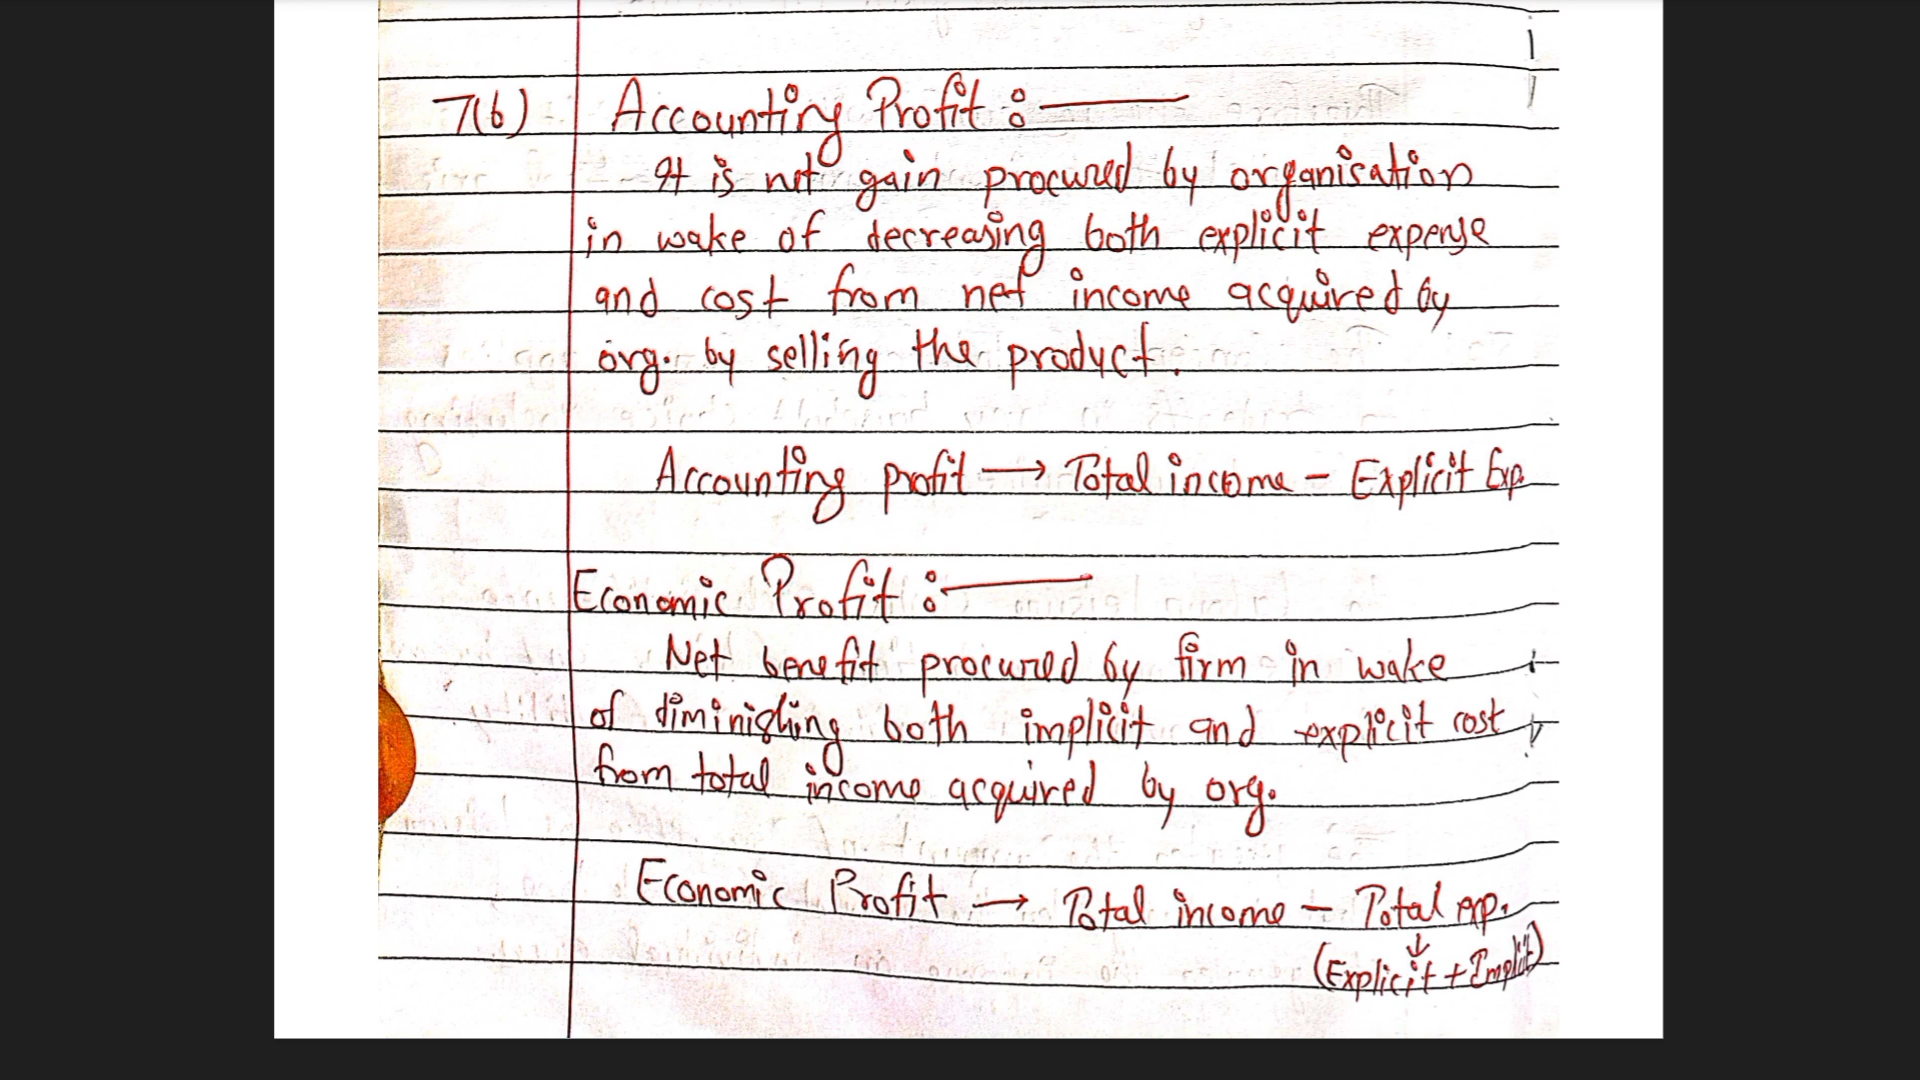 7(b) Accounting Profit :
It is not gain procured by organisation
in wake of decreasing both explicit expense
and cost from net income acquired by
org. by selling the product.
Accounting profit → Total income - Explicit Exp.
Economic Profit :
Net benefit procured by firm in wake
of diminishing both implicit and explicit cost
from total income acquired by org.
Economic Profit → Total income - Total exp.
↓
(Explicit + Implit)